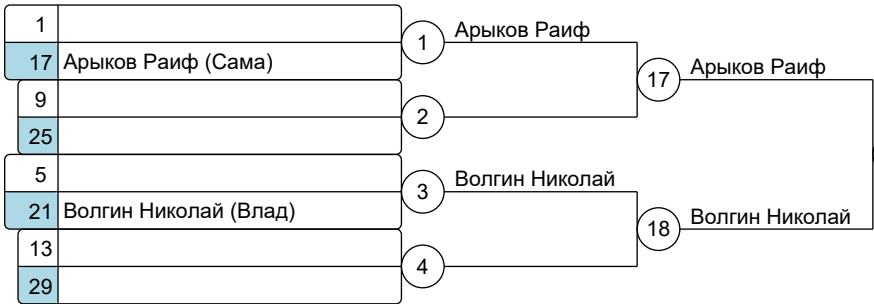 1
17 Арыков Раиф (Сама)
9
25
5
21 Волгин Николай (Влад)
13
29
1
2
3
4
Арыков Раиф
Волгин Николай
17
18
Арыков Раиф
Волгин Николай